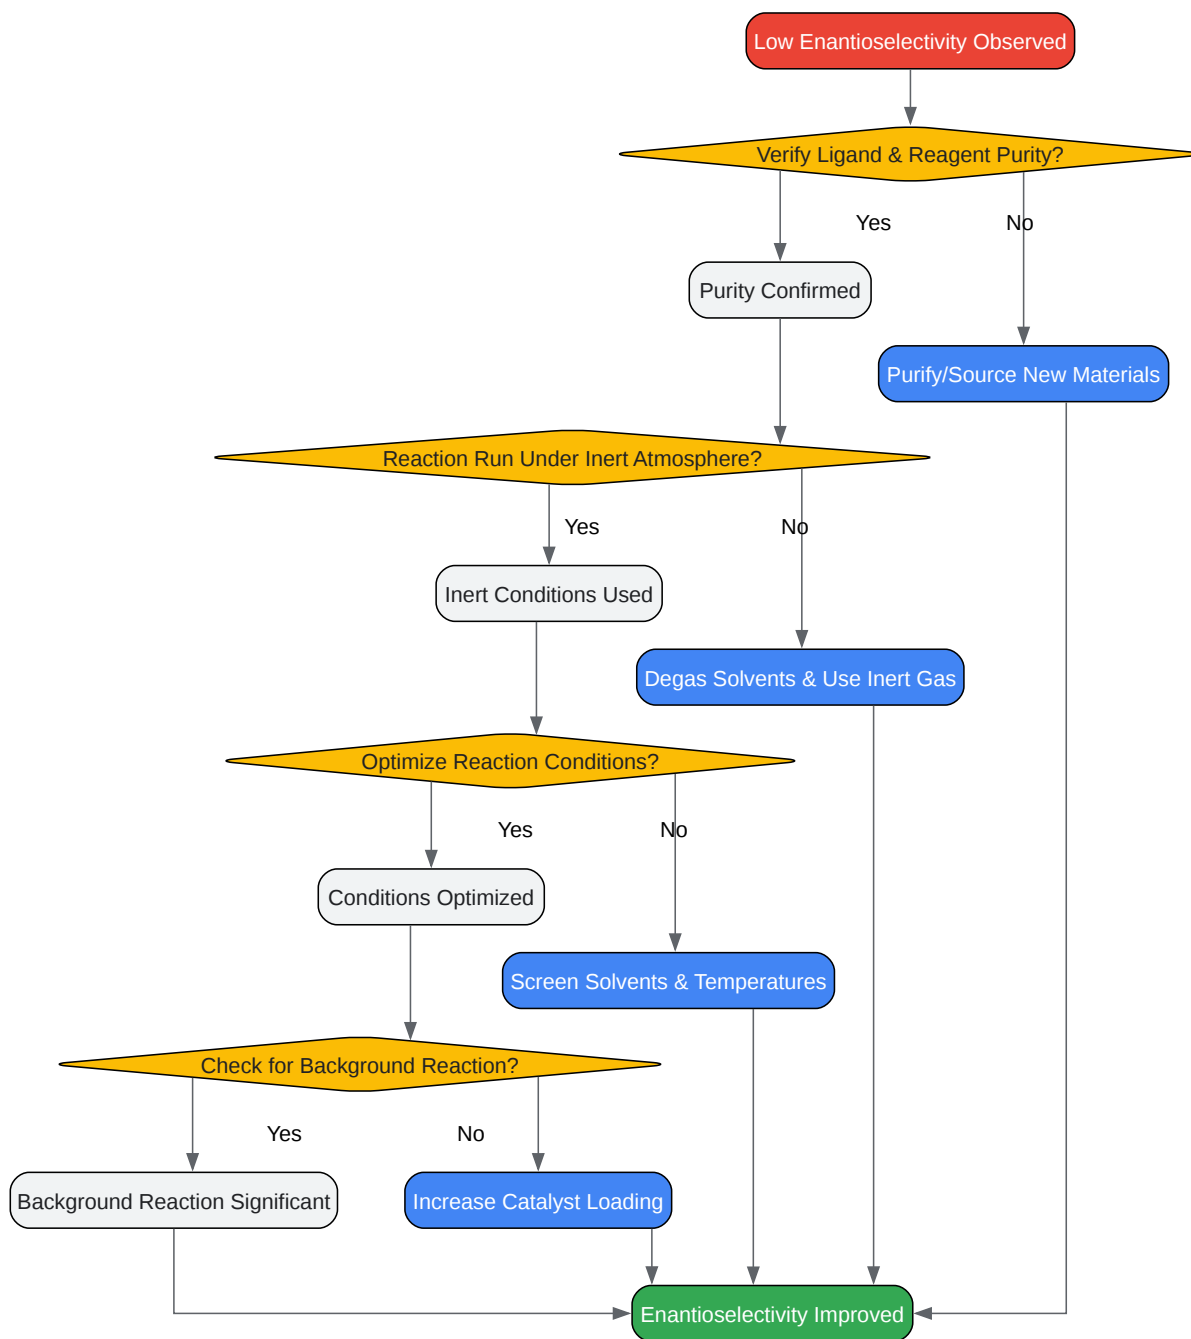 Low Enantioselectivity Observed
Verify Ligand & Reagent Purity?
Yes
No
Purity Confirmed
Purify/Source New Materials
Reaction Run Under Inert Atmosphere?
Yes
No
Inert Conditions Used
Degas Solvents & Use Inert Gas
Optimize Reaction Conditions?
Yes
No
Conditions Optimized
Screen Solvents & Temperatures
Check for Background Reaction?
Yes
No
Background Reaction Significant
Increase Catalyst Loading
Enantioselectivity Improved